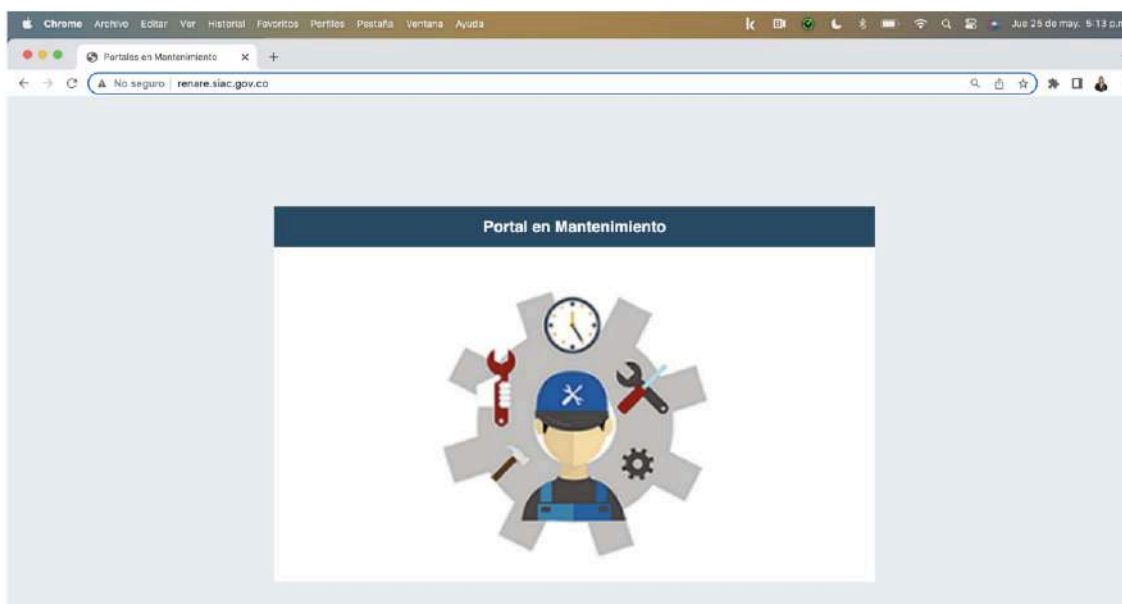 Chrome Archivo Editar Ver Historial Favoritos Perfiles Pestaña Ventana Ayuda
Jue 25 de may. 5:13 p.m
Portales en Mantenimiento
No seguro renare.siac.gov.co
Portal en Mantenimiento